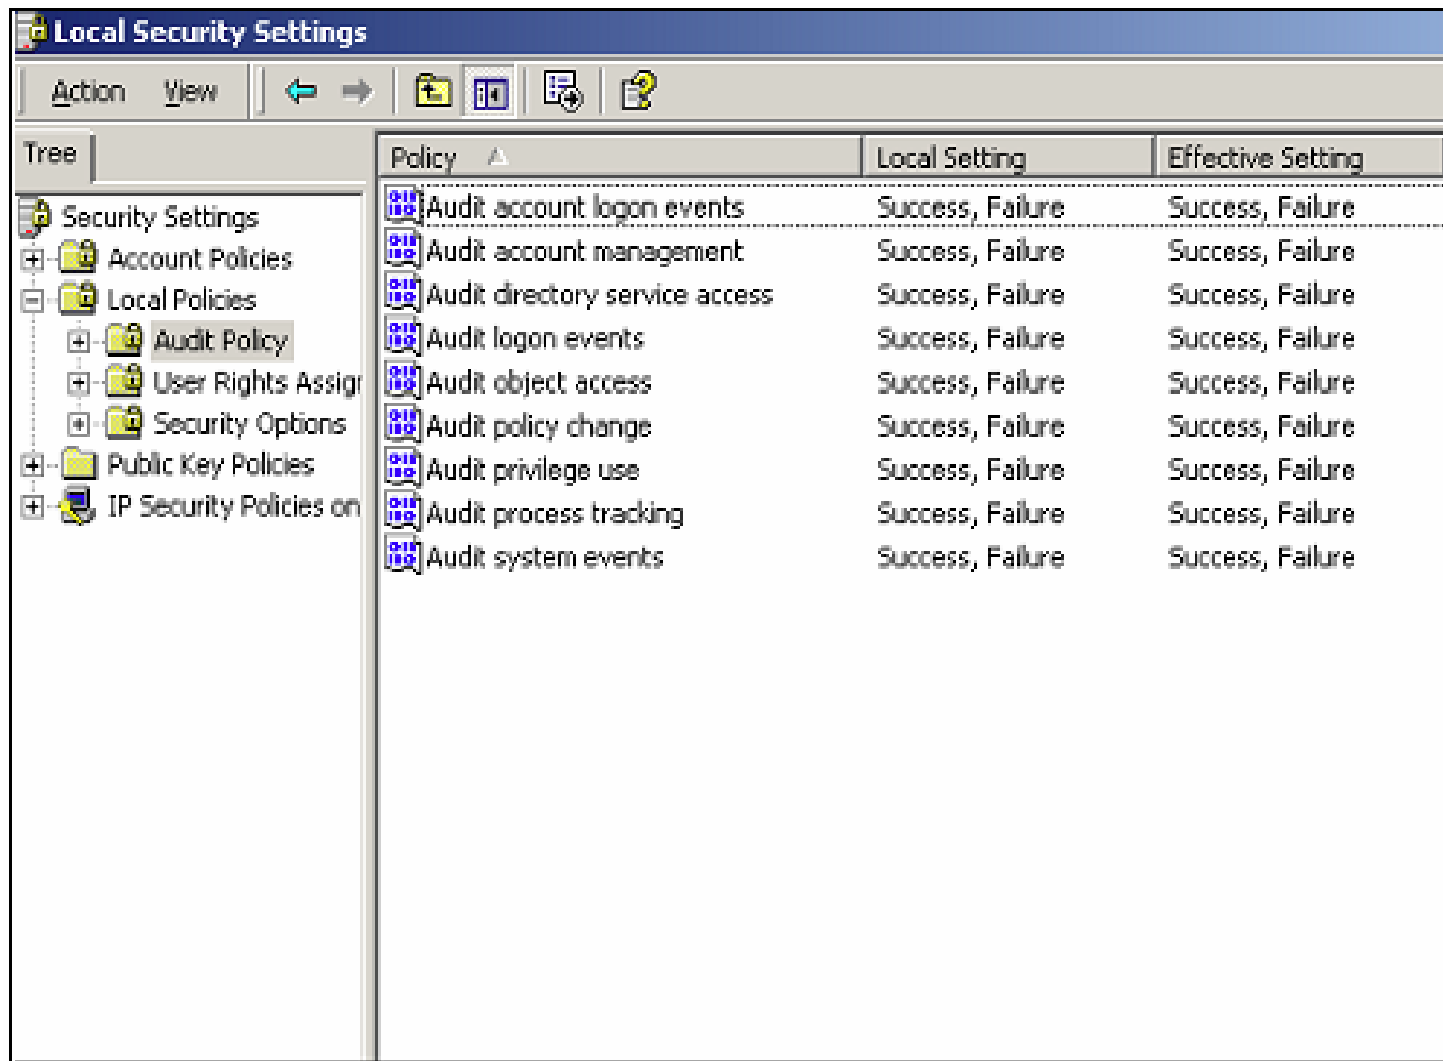 Local Security Settings
Action View
Tree
Security Settings
Account Policies
Local Policies
Audit Policy
User Rights Assigr
Security Options
Public Key Policies
IP Security Policies on
Policy Local Setting Effective Setting
Audit account logon events Success, Failure Success, Failure
Audit account management Success, Failure Success, Failure
Audit directory service access Success, Failure Success, Failure
Audit logon events Success, Failure Success, Failure
Audit object access Success, Failure Success, Failure
Audit policy change Success, Failure Success, Failure
Audit privilege use Success, Failure Success, Failure
Audit process tracking Success, Failure Success, Failure
Audit system events Success, Failure Success, Failure